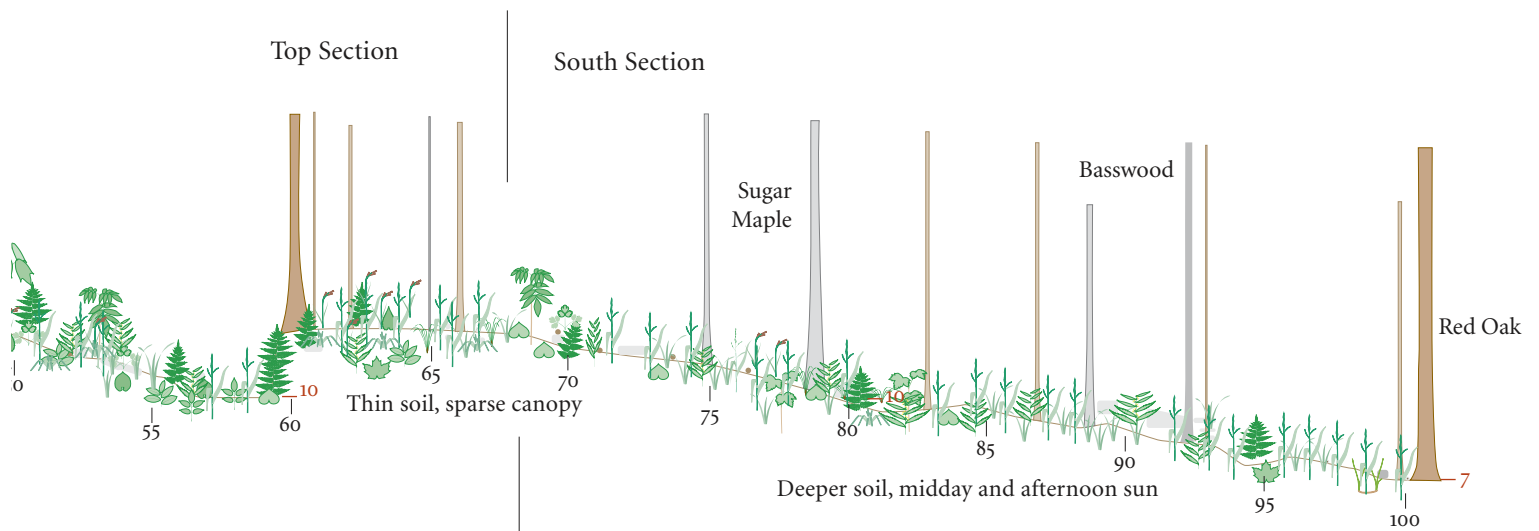 Top Section
South Section
Sugar
Maple
Basswood
Red Oak
0
55
60
10
65
Thin soil, sparse canopy
70
75
80
10
85
90
Deeper soil, midday and afternoon sun
95
100
7